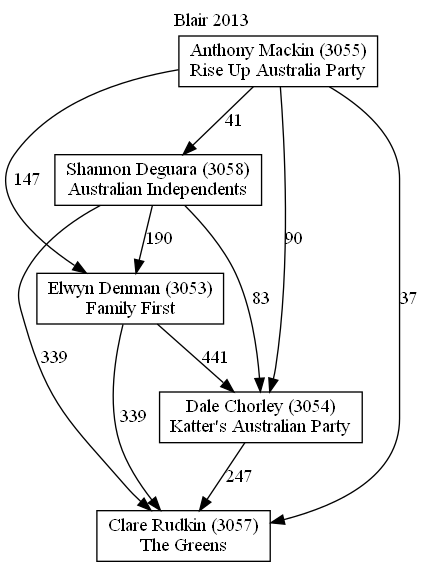 Blair 2013
Anthony Mackin (3055)
Rise Up Australia Party
41
Shannon Deguara (3058)
Australian Independents
147
190
90
Elwyn Denman (3053)
Family First
83
37
339
441
339
Dale Chorley (3054)
Katter's Australian Party
247
Clare Rudkin (3057)
The Greens